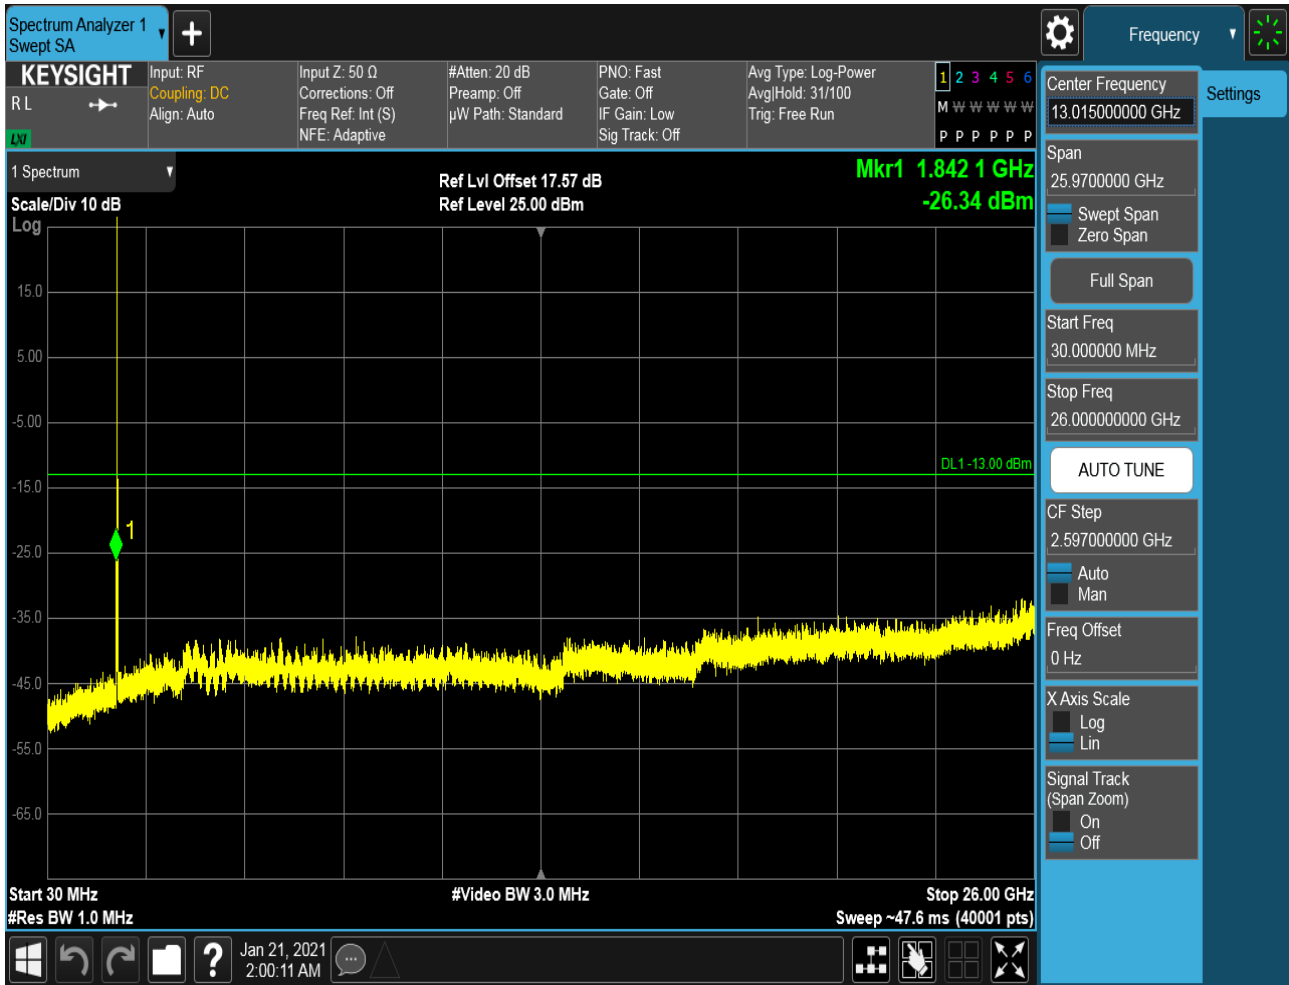 Spectrum Analyzer 1
Swept SA
Frequency
KEYSIGHT
R L
LXI
Input: RF
Coupling: DC
Align: Auto
Input Z: 50 Ω
Corrections: Off
Freq Ref: Int (S)
NFE: Adaptive
#Atten: 20 dB
Preamp: Off
µW Path: Standard
PNO: Fast
Gate: Off
IF Gain: Low
Sig Track: Off
Avg Type: Log-Power
Avg|Hold: 31/100
Trig: Free Run
1 2 3 4 5 6
M W W W W W
P P P P P P
1 Spectrum
Scale/Div 10 dB
Log
Ref Lvl Offset 17.57 dB
Ref Level 25.00 dBm
Mkr1 1.842 1 GHz
-26.34 dBm
15.0
5.00
-5.00
DL1 -13.00 dBm
-15.0
1
-25.0
-35.0
-45.0
-55.0
-65.0
Start 30 MHz
#Res BW 1.0 MHz
#Video BW 3.0 MHz
Stop 26.00 GHz
Sweep ~47.6 ms (40001 pts)
Jan 21, 2021
2:00:11 AM
Center Frequency
13.015000000 GHz
Settings
Span
25.9700000 GHz
Swept Span
Zero Span
Full Span
Start Freq
30.000000 MHz
Stop Freq
26.000000000 GHz
AUTO TUNE
CF Step
2.597000000 GHz
Auto
Man
Freq Offset
0 Hz
X Axis Scale
Log
Lin
Signal Track
(Span Zoom)
On
Off